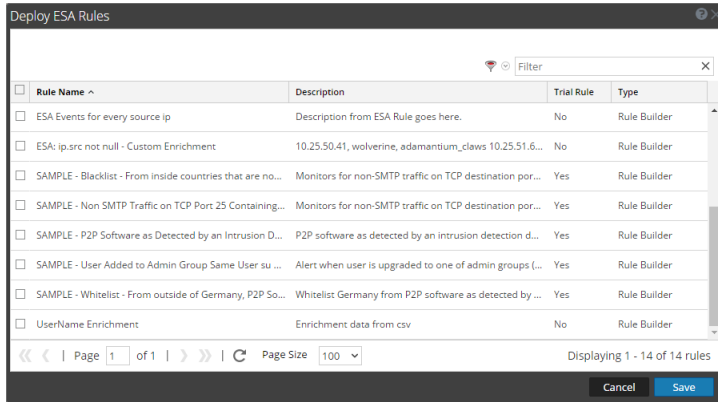 Deploy ESA Rules
Filter
Rule Name Description Trial Rule Type
ESA Events for every source ip Description from ESA Rule goes here. No Rule Builder
ESA: ip.src not null - Custom Enrichment 10.25.50.41, wolverine, adamantium_claws 10.25.51.6... No Rule Builder
SAMPLE - Blacklist - From inside countries that are no... Monitors for non-SMTP traffic on TCP destination por... Yes Rule Builder
SAMPLE - Non SMTP Traffic on TCP Port 25 Containing... Monitors for non-SMTP traffic on TCP destination por... Yes Rule Builder
SAMPLE - P2P Software as Detected by an Intrusion D... P2P software as detected by an intrusion detection d... Yes Rule Builder
SAMPLE - User Added to Admin Group Same User su ... Alert when user is upgraded to one of admin groups (... Yes Rule Builder
SAMPLE - Whitelist - From outside of Germany, P2P So... Whitelist Germany from P2P software as detected by ... Yes Rule Builder
UserName Enrichment Enrichment data from csv No Rule Builder
Page 1 of 1 Page Size 100 Displaying 1 - 14 of 14 rules
Cancel Save